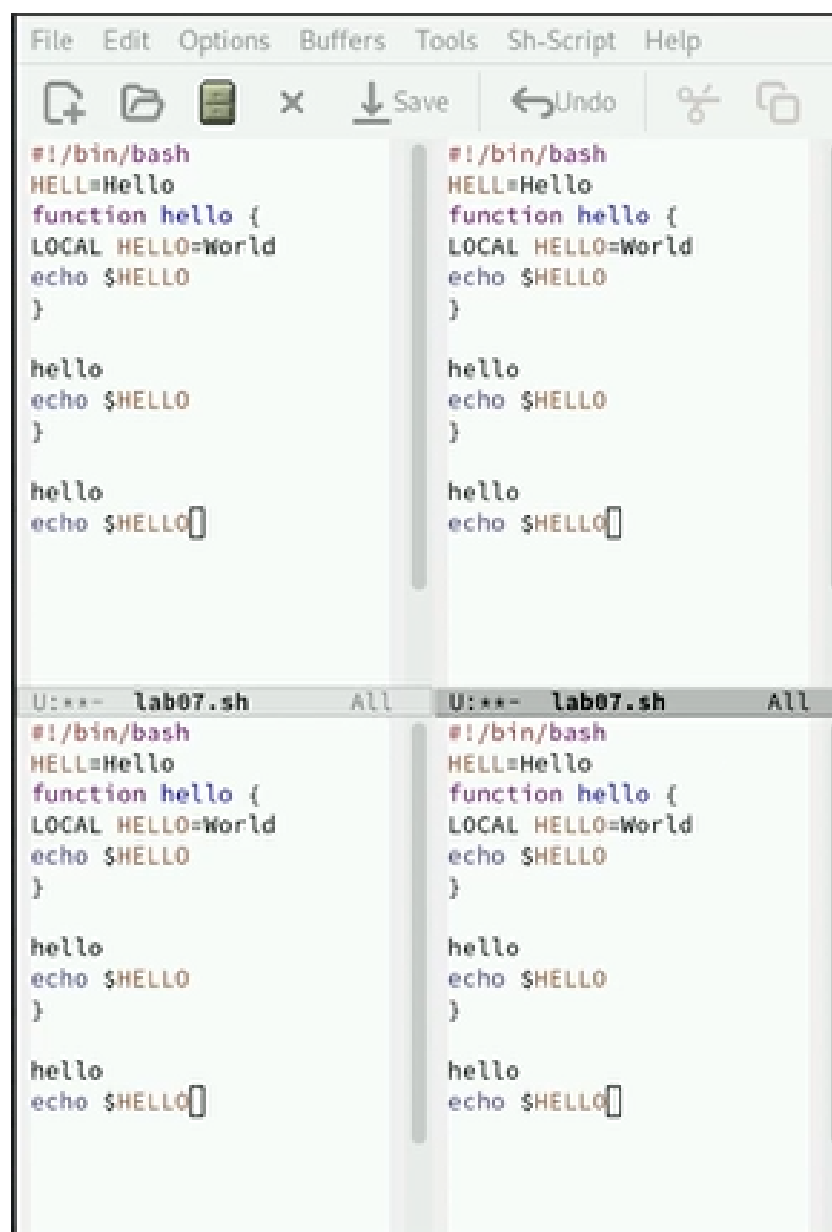 File Edit Options Buffers Tools Sh-Script Help
Save Undo
#!/bin/bash
HELL=Hello
function hello {
LOCAL HELLO=World
echo $HELLO
}
hello
echo $HELLO
}
hello
echo $HELLO
U:**- lab07.sh All
#!/bin/bash
HELL=Hello
function hello {
LOCAL HELLO=World
echo $HELLO
}
hello
echo $HELLO
}
hello
echo $HELLO
U:**- lab07.sh All
#!/bin/bash
HELL=Hello
function hello {
LOCAL HELLO=World
echo $HELLO
}
hello
echo $HELLO
}
hello
echo $HELLO
#!/bin/bash
HELL=Hello
function hello {
LOCAL HELLO=World
echo $HELLO
}
hello
echo $HELLO
}
hello
echo $HELLO